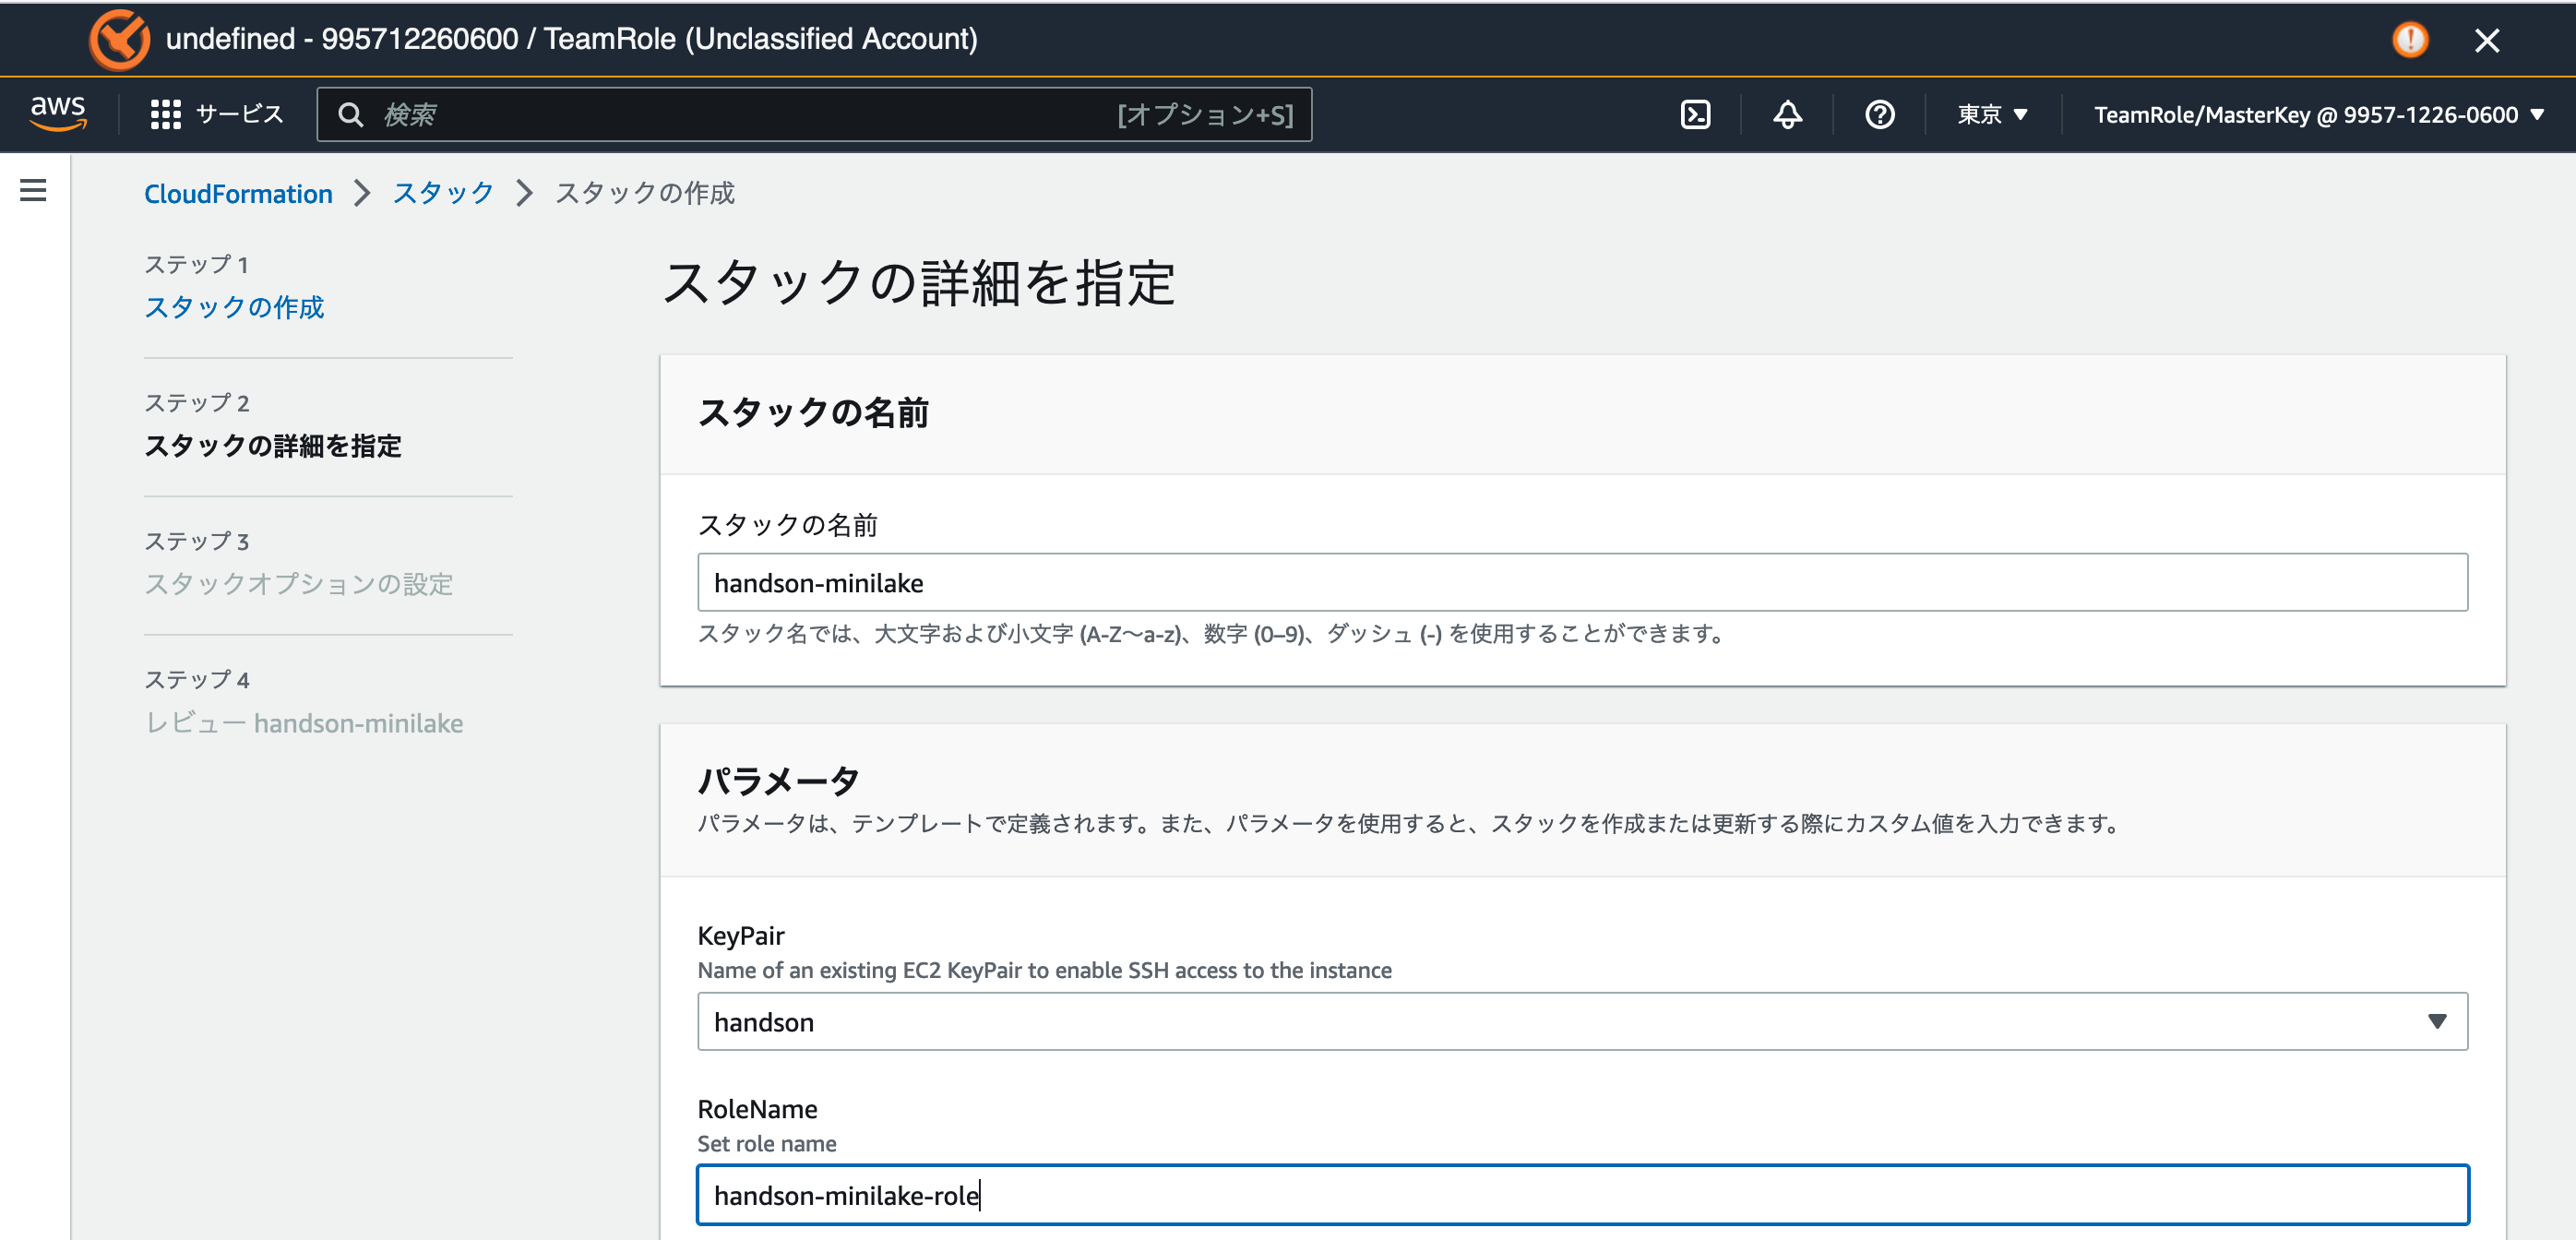 undefined - 995712260600 / TeamRole (Unclassified Account)
aws サービス 検索 [オプション+S] 東京 ▼ TeamRole/MasterKey @ 9957-1226-0600 ▼
CloudFormation > スタック > スタックの作成
ステップ 1
スタックの作成
ステップ 2
スタックの詳細を指定
ステップ 3
スタックオプションの設定
ステップ 4
レビュー handson-minilake
スタックの詳細を指定
スタックの名前
スタックの名前
handson-minilake
スタック名では、大文字および小文字 (A-Z～a-z)、数字 (0–9)、ダッシュ (-) を使用することができます。
パラメータ
パラメータは、テンプレートで定義されます。また、パラメータを使用すると、スタックを作成または更新する際にカスタム値を入力できます。
KeyPair
Name of an existing EC2 KeyPair to enable SSH access to the instance
handson
RoleName
Set role name
handson-minilake-role